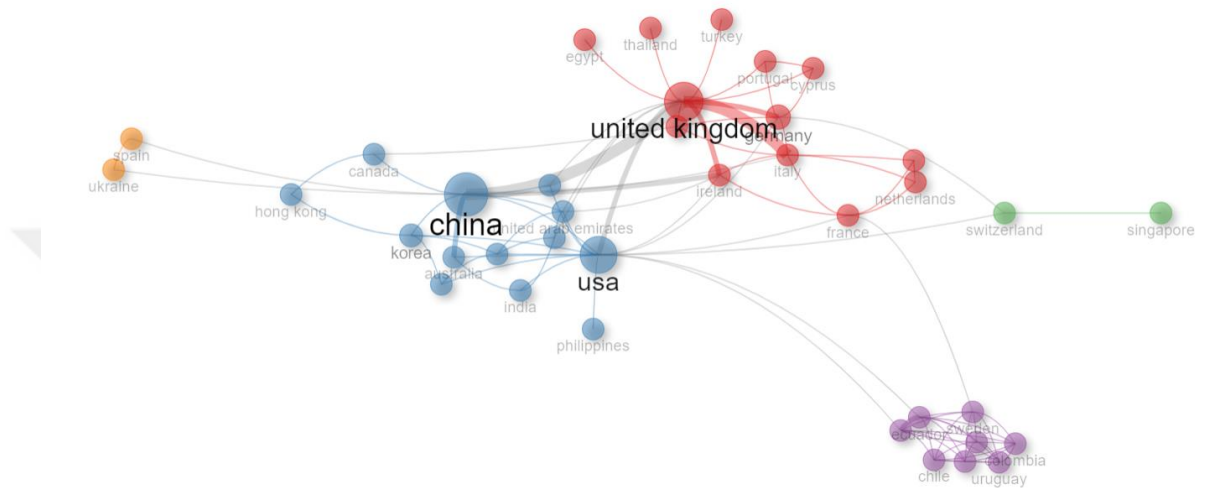 turkey
thailand
egypt
portugal
cyprus
united kingdom
germany
spain
canada
italy
ukraine
ireland
netherlands
hong kong
china
united arab emirates
france
switzerland
singapore
korea
australia
usa
india
philippines
ecuador
sweden
colombia
chile
uruguay